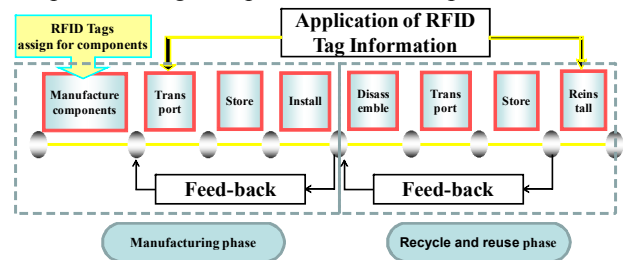 RFID Tags
assign for components
Application of RFID
Tag Information
Manufacture
components
Trans
port
Store
Install
Disass
emble
Trans
port
Store
Reins
tall
Feed-back
Feed-back
Manufacturing phase
Recycle and reuse phase